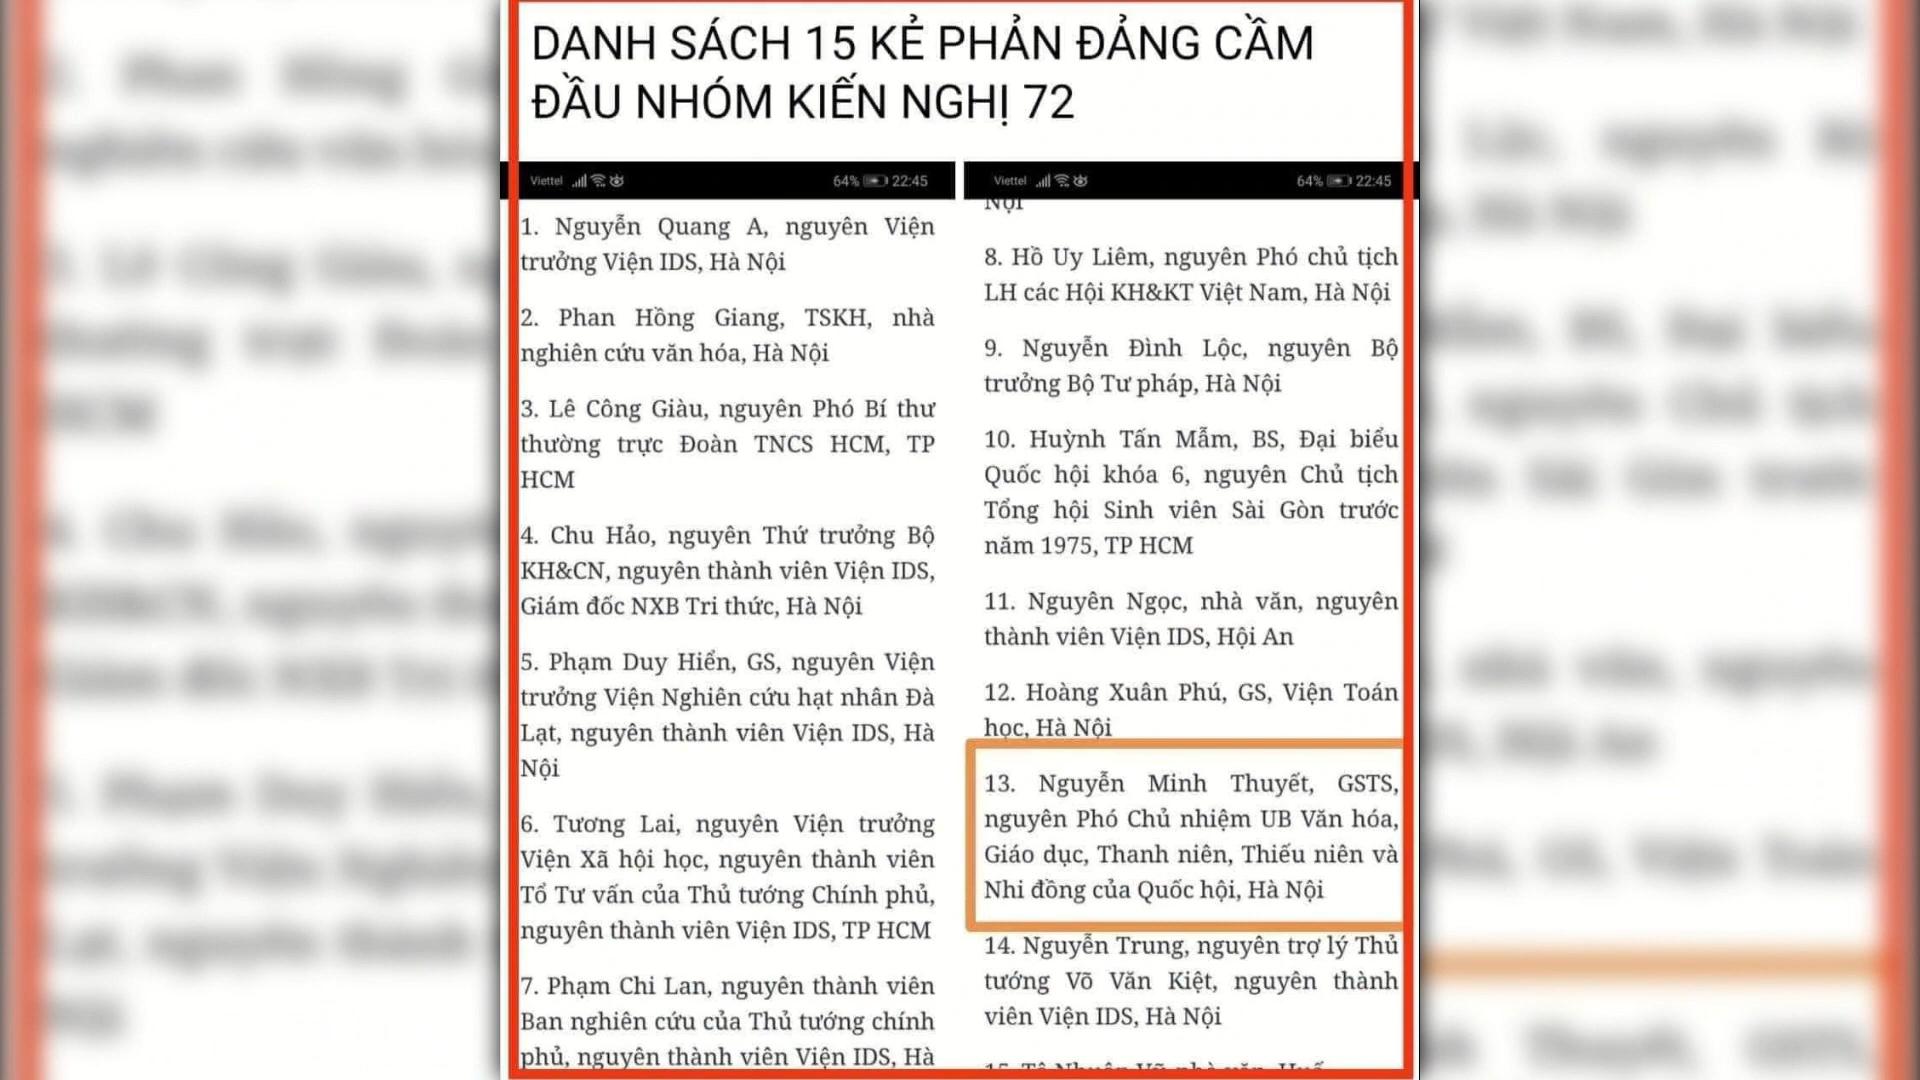 DANH SÁCH 15 KẺ PHẢN ĐẢNG CẦM
ĐẦU NHÓM KIẾN NGHỊ 72
Viettel 64% 22:45
1. Nguyễn Quang A, nguyên Viện
trưởng Viện IDS, Hà Nội
2. Phan Hồng Giang, TSKH, nhà
nghiên cứu văn hóa, Hà Nội
3. Lê Công Giàu, nguyên Phó Bí thư
thường trực Đoàn TNCS HCM, TP
HCM
4. Chu Hảo, nguyên Thứ trưởng Bộ
KH&CN, nguyên thành viên Viện IDS,
Giám đốc NXB Tri thức, Hà Nội
5. Phạm Duy Hiển, GS, nguyên Viện
trưởng Viện Nghiên cứu hạt nhân Đà
Lạt, nguyên thành viên Viện IDS, Hà
Nội
6. Tương Lai, nguyên Viện trưởng
Viện Xã hội học, nguyên thành viên
Tổ Tư vấn của Thủ tướng Chính phủ,
nguyên thành viên Viện IDS, TP HCM
7. Phạm Chi Lan, nguyên thành viên
Ban nghiên cứu của Thủ tướng chính
phủ, nguyên thành viên Viện IDS, Hà
Viettel 64% 22:45
Nội
8. Hồ Uy Liêm, nguyên Phó chủ tịch
LH các Hội KH&KT Việt Nam, Hà Nội
9. Nguyễn Đình Lộc, nguyên Bộ
trưởng Bộ Tư pháp, Hà Nội
10. Huỳnh Tấn Mẫm, BS, Đại biểu
Quốc hội khóa 6, nguyên Chủ tịch
Tổng hội Sinh viên Sài Gòn trước
năm 1975, TP HCM
11. Nguyên Ngọc, nhà văn, nguyên
thành viên Viện IDS, Hội An
12. Hoàng Xuân Phú, GS, Viện Toán
học, Hà Nội
13. Nguyễn Minh Thuyết, GSTS,
nguyên Phó Chủ nhiệm UB Văn hóa,
Giáo dục, Thanh niên, Thiếu niên và
Nhi đồng của Quốc hội, Hà Nội
14. Nguyễn Trung, nguyên trợ lý Thủ
tướng Võ Văn Kiệt, nguyên thành
viên Viện IDS, Hà Nội
15. Tô Nhuận Vỹ, nhà văn, Huế